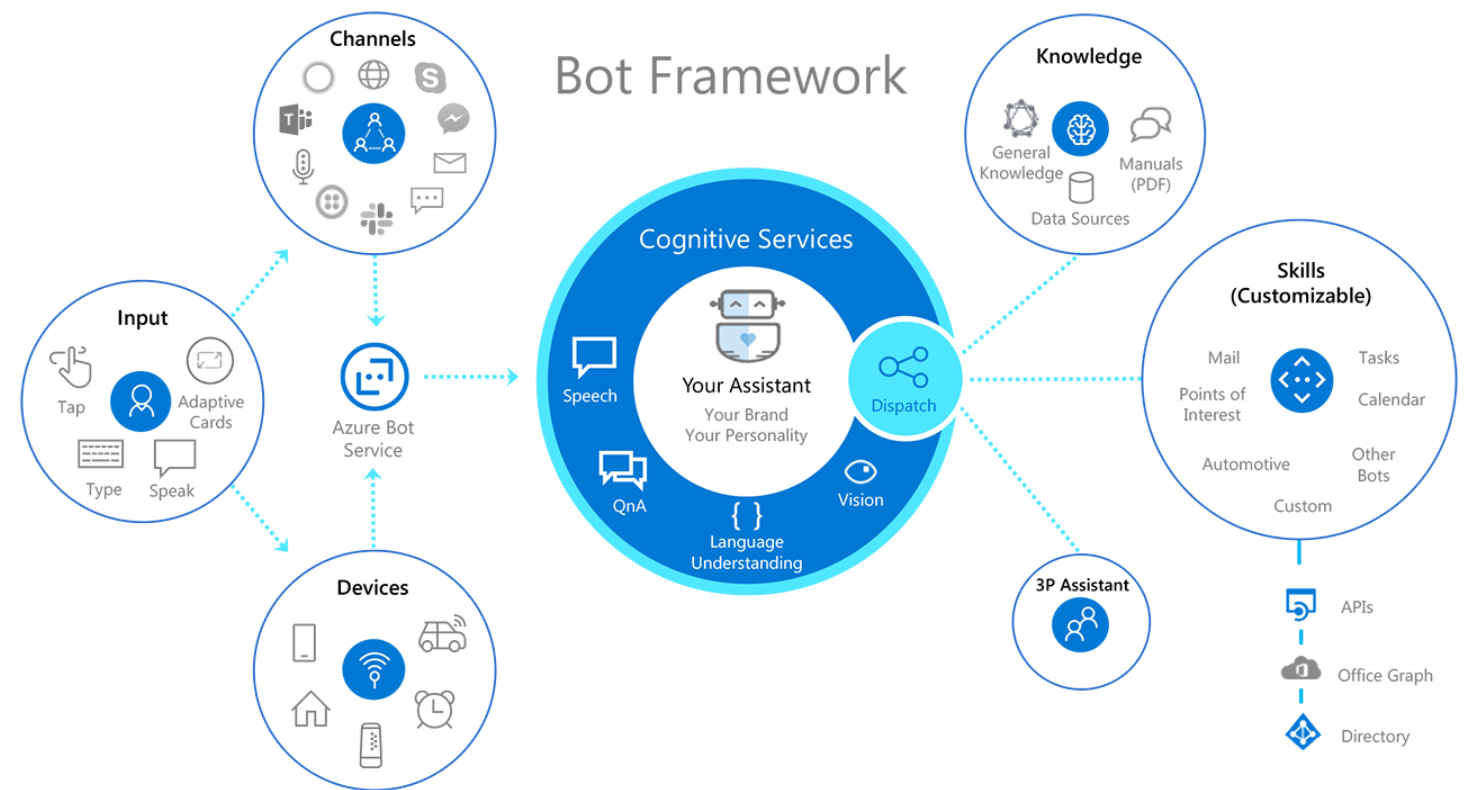 Bot Framework
Channels
T
S
Input
Tap
Adaptive
Cards
Type
Speak
Azure Bot
Service
Devices
Cognitive Services
Your Assistant
Your Brand
Your Personality
Speech
QnA
{ }
Language
Understanding
Vision
Dispatch
Knowledge
General
Knowledge
Manuals
(PDF)
Data Sources
Skills
(Customizable)
Mail
Tasks
Points of
Interest
Calendar
Automotive
Other
Bots
Custom
3P Assistant
APIs
Office Graph
Directory